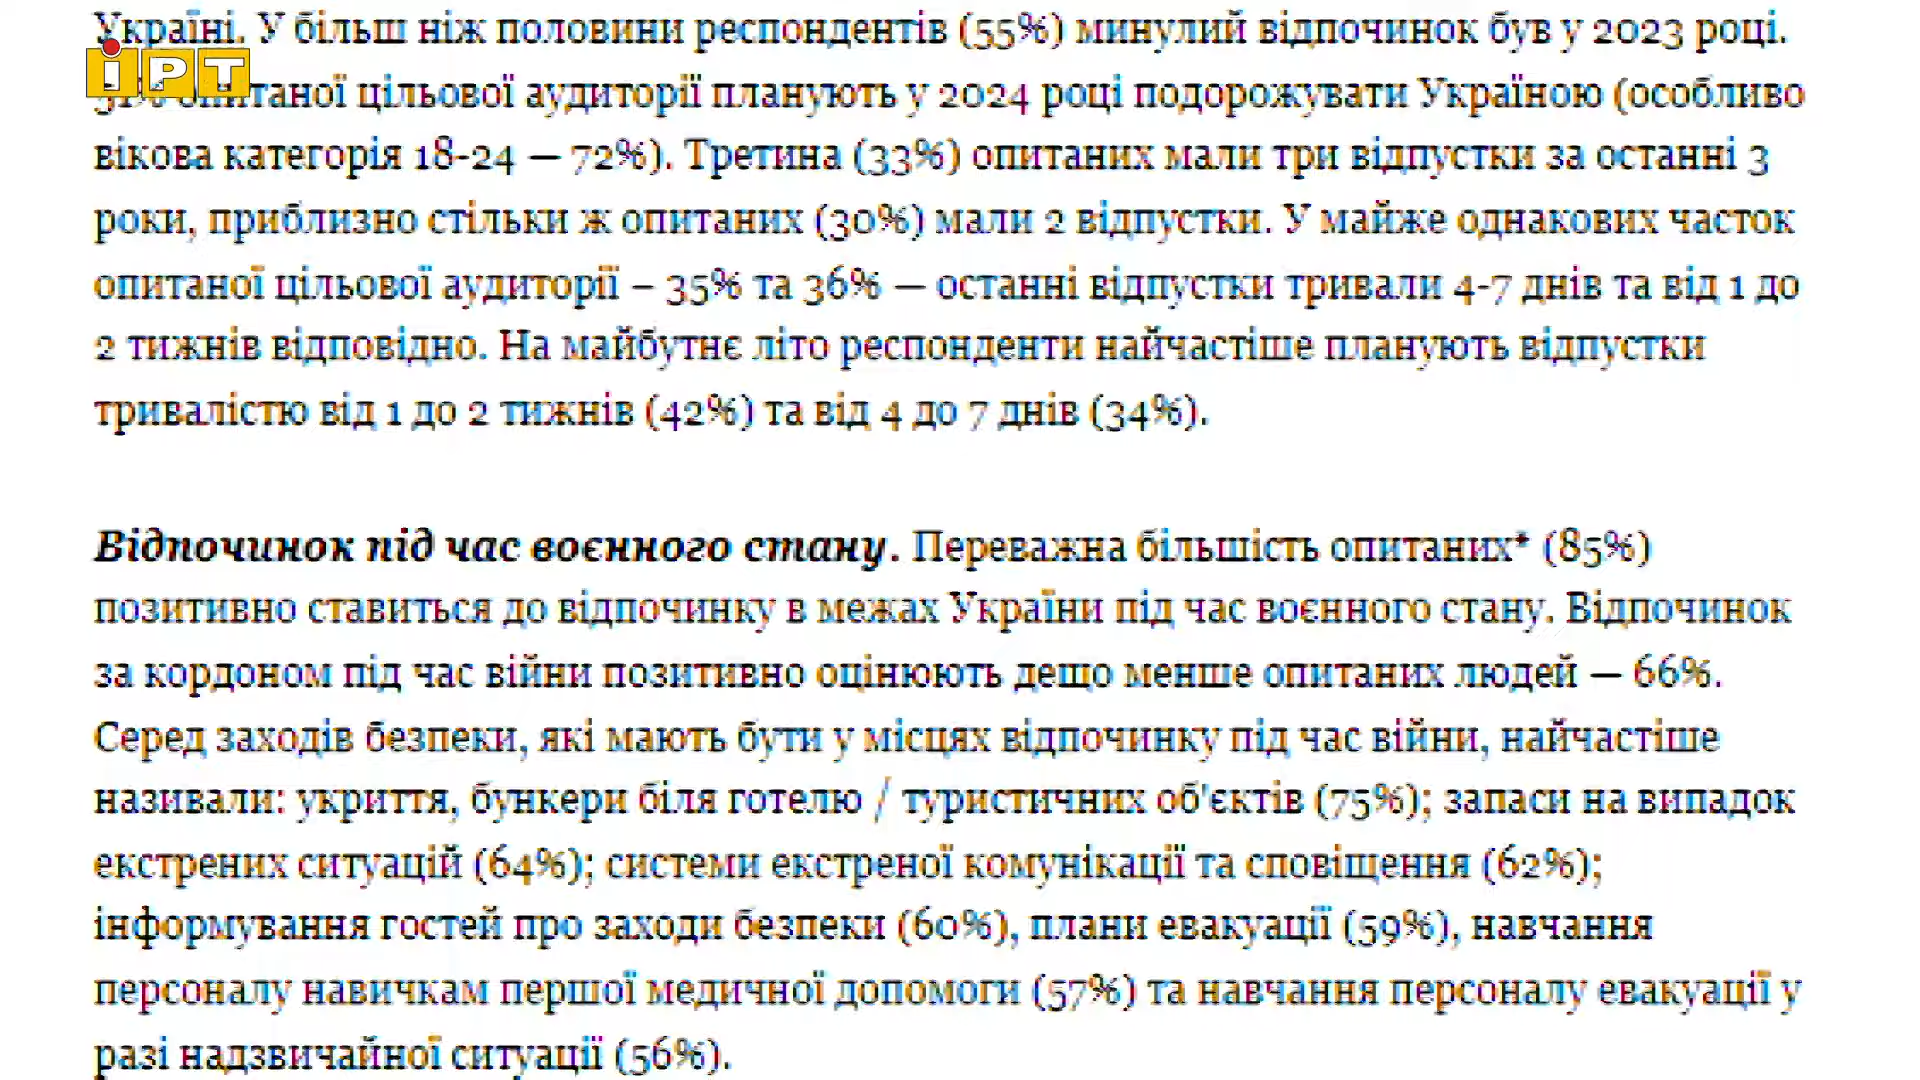 Україні. У більш ніж половини респондентів (55%) минулий відпочинок був у 2023 році.
іРТ
опитаної цільової аудиторії планують у 2024 році подорожувати Україною (особливо
вікова категорія 18-24 — 72%). Третина (33%) опитаних мали три відпустки за останні 3
роки, приблизно стільки ж опитаних (30%) мали 2 відпустки. У майже однакових часток
опитаної цільової аудиторії – 35% та 36% — останні відпустки тривали 4-7 днів та від 1 до
2 тижнів відповідно. На майбутнє літо респонденти найчастіше планують відпустки
тривалістю від 1 до 2 тижнів (42%) та від 4 до 7 днів (34%).
Відпочинок під час воєнного стану. Переважна більшість опитаних* (85%)
позитивно ставиться до відпочинку в межах України під час воєнного стану. Відпочинок
за кордоном під час війни позитивно оцінюють дещо менше опитаних людей — 66%.
Серед заходів безпеки, які мають бути у місцях відпочинку під час війни, найчастіше
називали: укриття, бункери біля готелю / туристичних об'єктів (75%); запаси на випадок
екстрених ситуацій (64%); системи екстреної комунікації та сповіщення (62%);
інформування гостей про заходи безпеки (60%), плани евакуації (59%), навчання
персоналу навичкам першої медичної допомоги (57%) та навчання персоналу евакуації у
разі надзвичайної ситуації (56%).